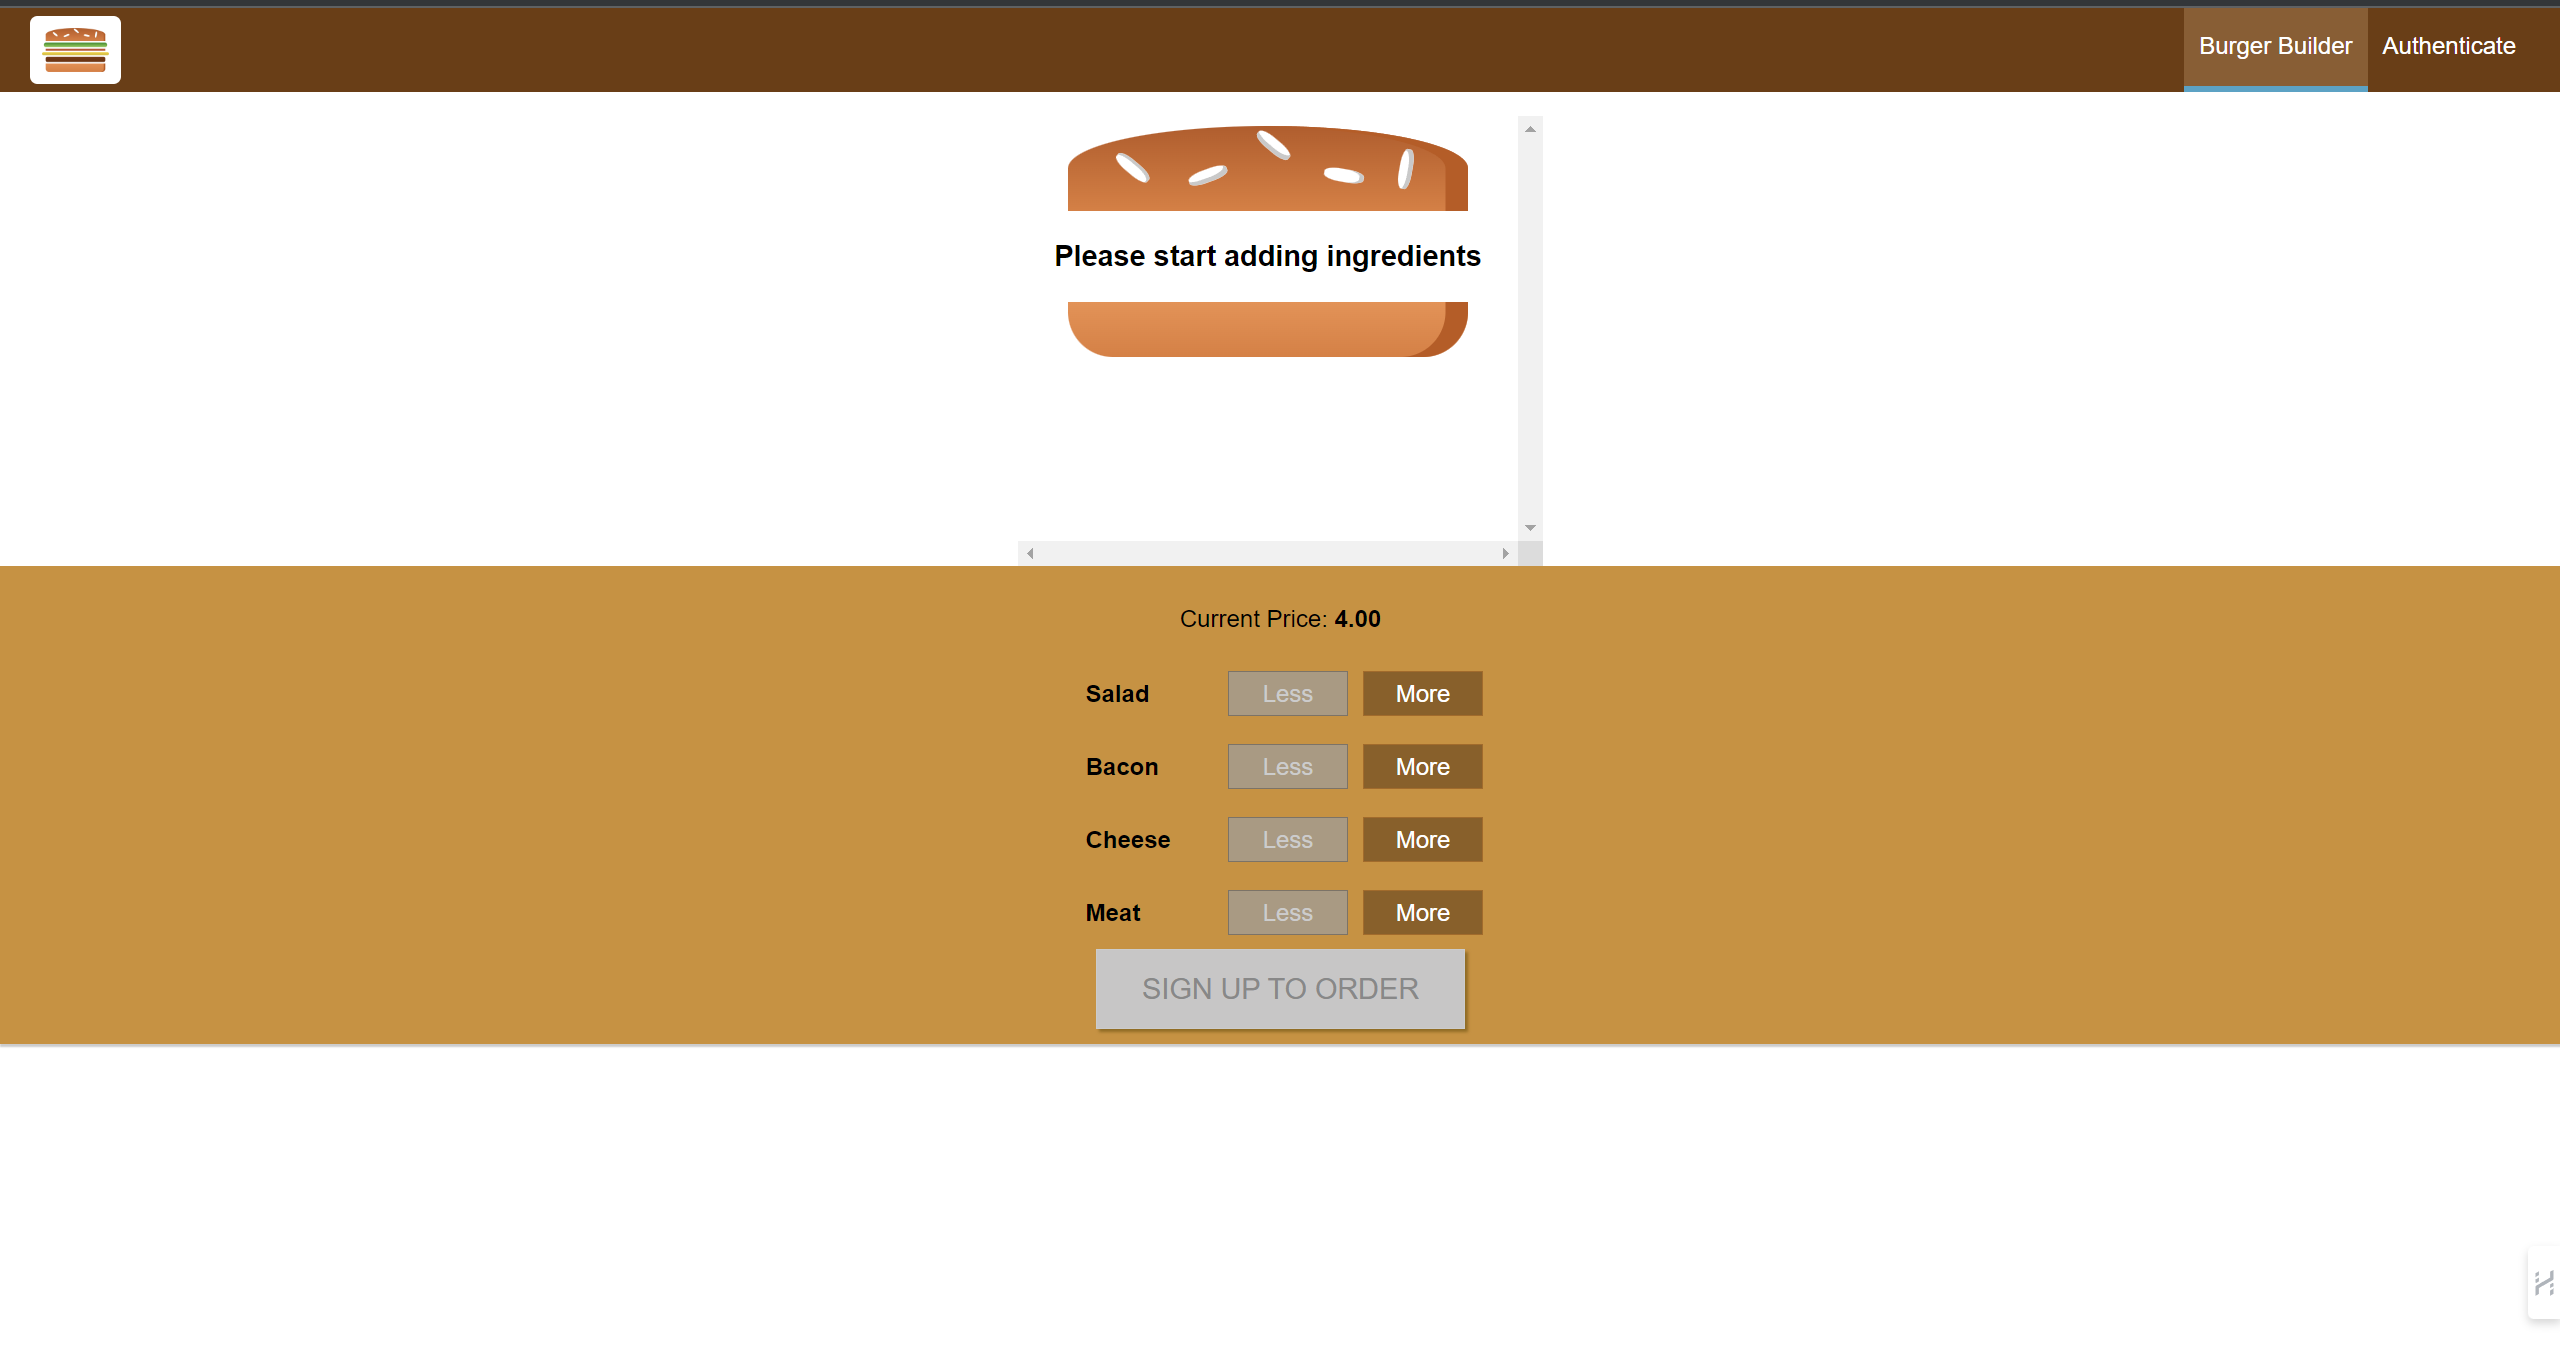 Burger Builder Authenticate
Please start adding ingredients
Current Price: 4.00
Salad Less More
Bacon Less More
Cheese Less More
Meat Less More
SIGN UP TO ORDER